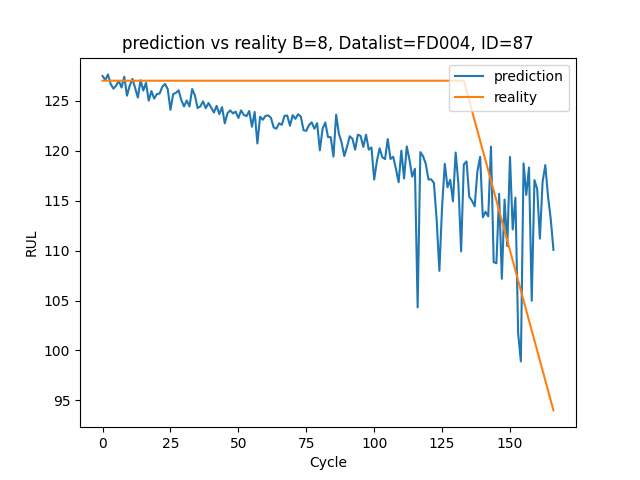 prediction vs reality B=8, Datalist=FD004, ID=87
prediction
reality
RUL
125
120
115
110
105
100
95
0 25 50 75 100 125 150
Cycle